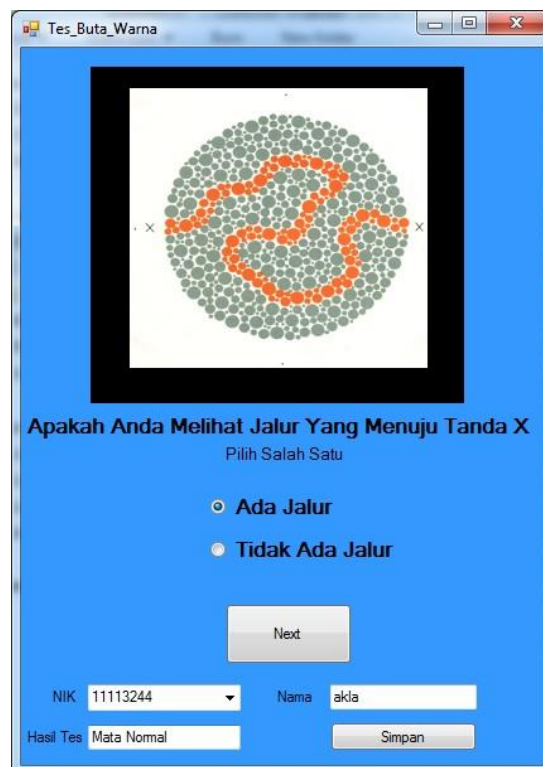 Tes_Buta_Warna
X X
Apakah Anda Melihat Jalur Yang Menuju Tanda X
Pilih Salah Satu
Ada Jalur
Tidak Ada Jalur
Next
NIK 11113244 Nama akla
Hasil Tes Mata Normal Simpan